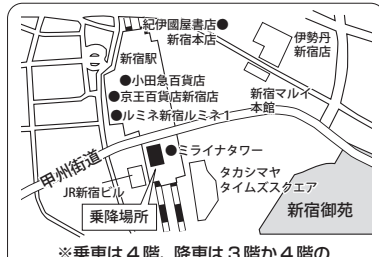 紀伊國屋書店
新宿本店
伊勢丹
新宿店
新宿駅
小田急百貨店
京王百貨店新宿店
新宿マルイ
本館
ルミネ新宿ルミネ1
甲州街道
ミライナタワー
タカシマヤ
タイムズスクエア
JR新宿ビル
乗降場所
新宿御苑
※乗車は4階、降車は3階か4階の